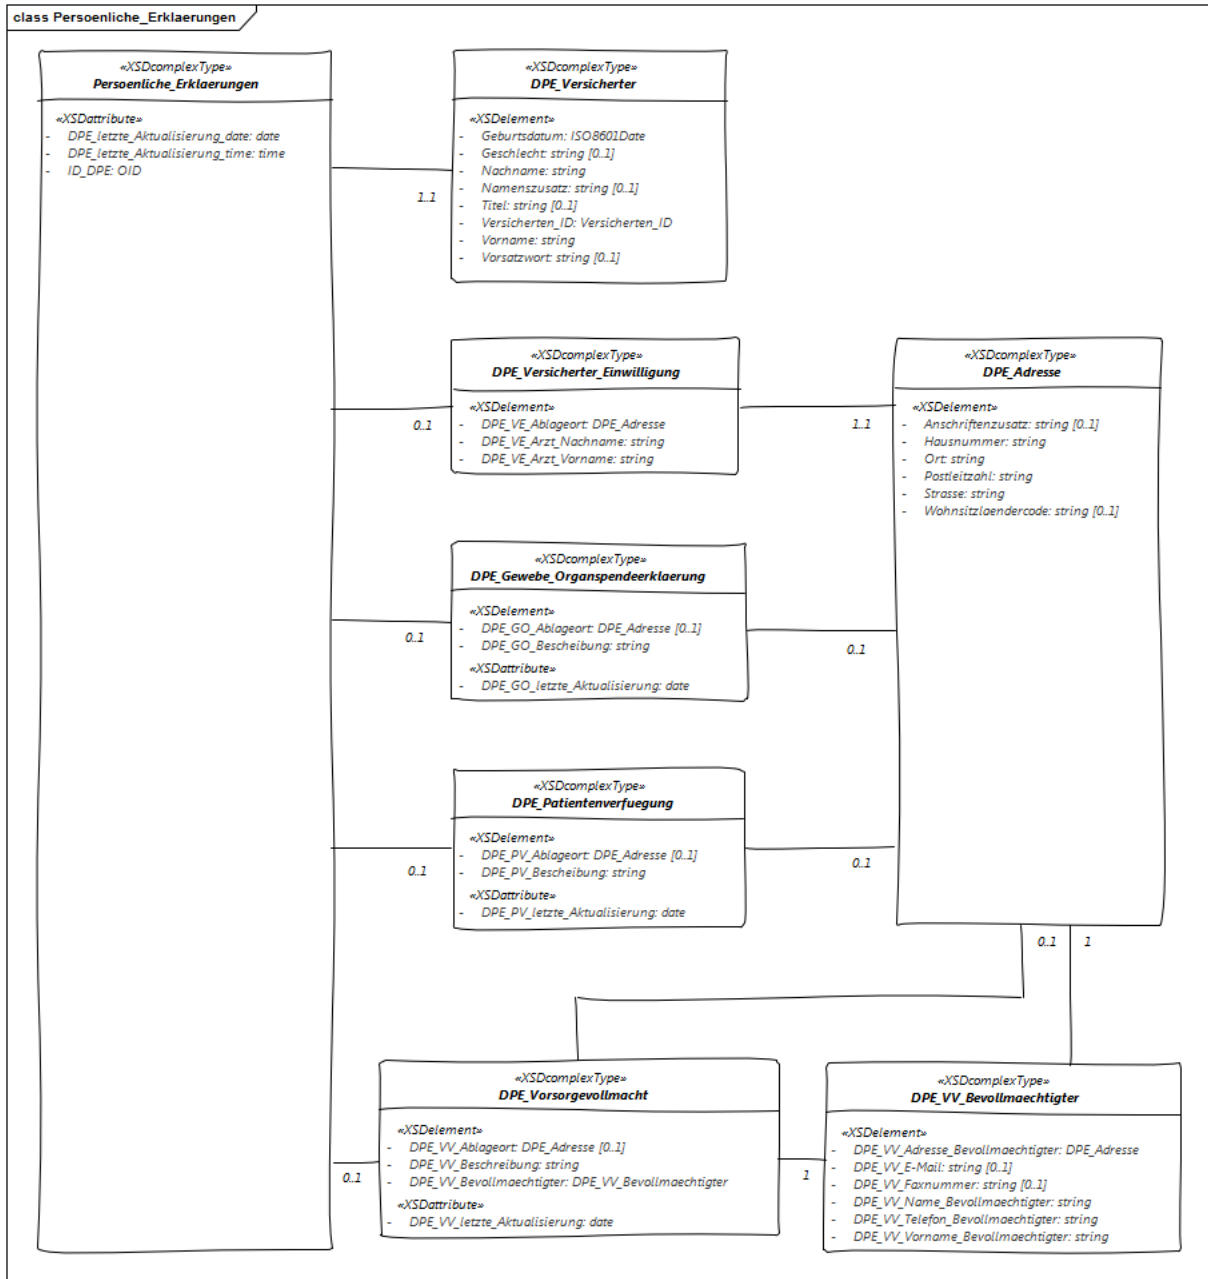 class Persoenliche_Erklaerungen
«XSDcomplexType»
Persoenliche_Erklaerungen
«XSDattribute»
- DPE_letzte_Aktualisierung_date: date
- DPE_letzte_Aktualisierung_time: time
- ID_DPE: OID
«XSDcomplexType»
DPE_Versicherter
«XSDelement»
- Geburtsdatum: ISO8601Date
- Geschlecht: string [0..1]
- Nachname: string
- Namenszusatz: string [0..1]
- Titel: string [0..1]
- Versicherten_ID: Versicherten_ID
- Vorname: string
- Vorsatzwort: string [0..1]
1..1
«XSDcomplexType»
DPE_Versicherter_Einwilligung
«XSDelement»
- DPE_VE_Ablageort: DPE_Adresse
- DPE_VE_Arzt_Nachname: string
- DPE_VE_Arzt_Vorname: string
0..1
1..1
«XSDcomplexType»
DPE_Adresse
«XSDelement»
- Anschriftenzusatz: string [0..1]
- Hausnummer: string
- Ort: string
- Postleitzahl: string
- Strasse: string
- Wohnsitzlaendercode: string [0..1]
«XSDcomplexType»
DPE_Gewebe_Organspendeerklaerung
«XSDelement»
- DPE_GO_Ablageort: DPE_Adresse [0..1]
- DPE_GO_Bescheibung: string
«XSDattribute»
- DPE_GO_letzte_Aktualisierung: date
0..1
0..1
«XSDcomplexType»
DPE_Patientenverfuegung
«XSDelement»
- DPE_PV_Ablageort: DPE_Adresse [0..1]
- DPE_PV_Bescheibung: string
«XSDattribute»
- DPE_PV_letzte_Aktualisierung: date
0..1
0..1
0..1
1
«XSDcomplexType»
DPE_Vorsorgevollmacht
«XSDelement»
- DPE_VV_Ablageort: DPE_Adresse [0..1]
- DPE_VV_Beschreibung: string
- DPE_VV_Bevollmaechtigter: DPE_VV_Bevollmaechtigter
«XSDattribute»
- DPE_VV_letzte_Aktualisierung: date
0..1
1
«XSDcomplexType»
DPE_VV_Bevollmaechtigter
«XSDelement»
- DPE_VV_Adresse_Bevollmaechtigter: DPE_Adresse
- DPE_VV_E-Mail: string [0..1]
- DPE_VV_Faxnummer: string [0..1]
- DPE_VV_Name_Bevollmaechtigter: string
- DPE_VV_Telefon_Bevollmaechtigter: string
- DPE_VV_Vorname_Bevollmaechtigter: string